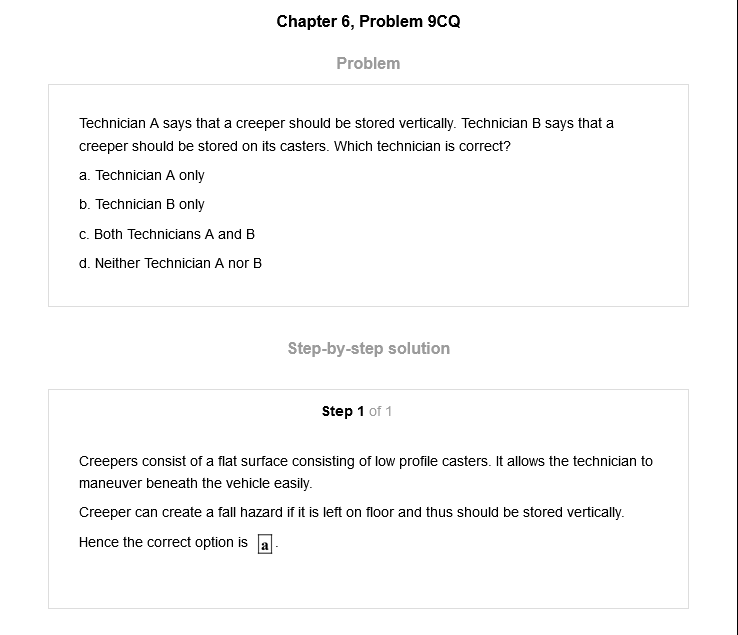 Chapter 6, Problem 9CQ
Problem
Technician A says that a creeper should be stored vertically. Technician B says that a
creeper should be stored on its casters. Which technician is correct?
a. Technician A only
b. Technician B only
c. Both Technicians A and B
d. Neither Technician A nor B
Step-by-step solution
Step 1 of 1
Creepers consist of a flat surface consisting of low profile casters. It allows the technician to
maneuver beneath the vehicle easily.
Creeper can create a fall hazard if it is left on floor and thus should be stored vertically.
Hence the correct option is a.